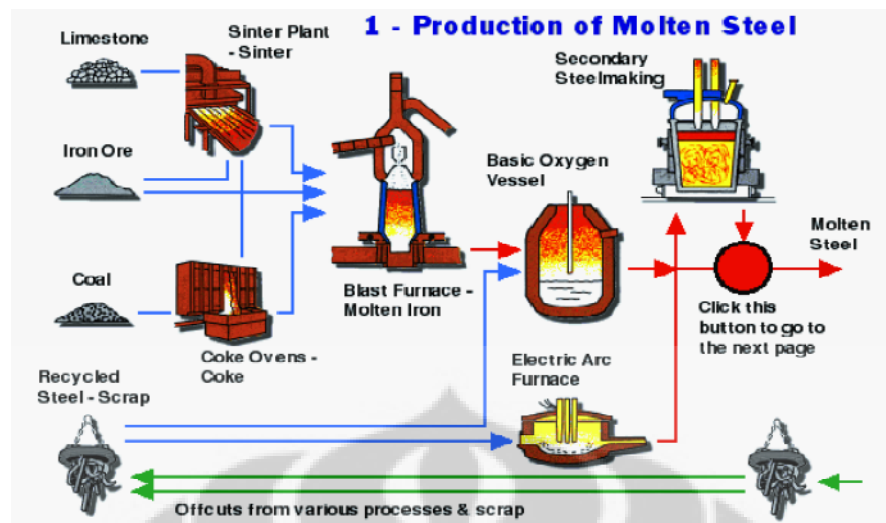 1 - Production of Molten Steel
Limestone
Sinter Plant
- Sinter
Secondary
Steelmaking
Iron Ore
Basic Oxygen
Vessel
Molten
Steel
Coal
Blast Furnace -
Molten Iron
Click this
button to go to
the next page
Coke Ovens -
Coke
Electric Arc
Furnace
Recycled
Steel - Scrap
Offcuts from various processes & scrap